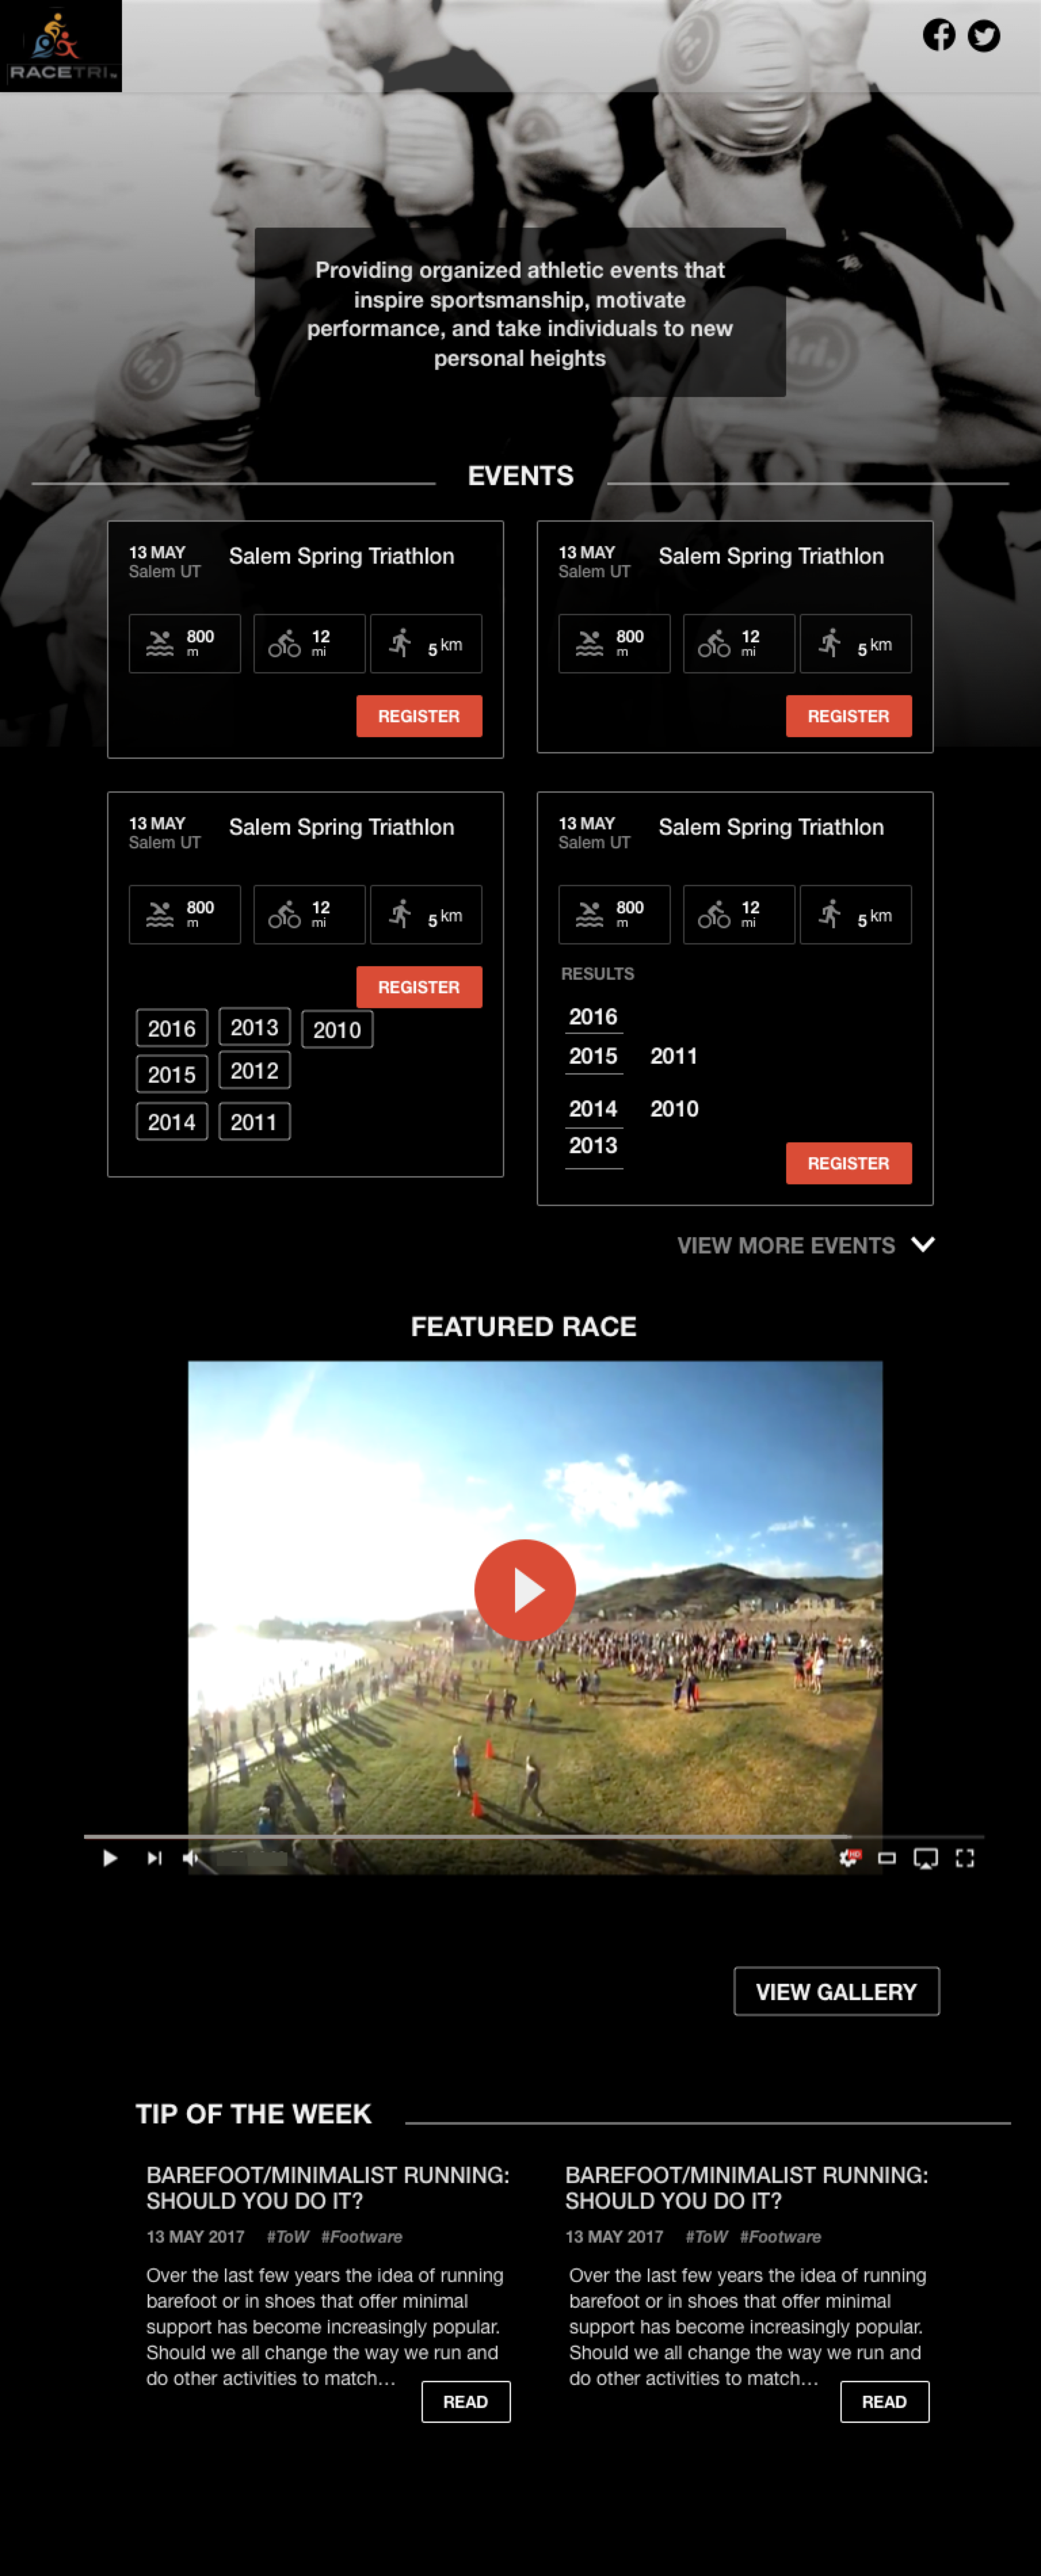 RACETRI
Providing organized athletic events that
inspire sportsmanship, motivate
performance, and take individuals to new
personal heights
EVENTS
13 MAY
Salem UT
Salem Spring Triathlon
800
m
12
mi
5 km
REGISTER
13 MAY
Salem UT
Salem Spring Triathlon
800
m
12
mi
5 km
REGISTER
13 MAY
Salem UT
Salem Spring Triathlon
800
m
12
mi
5 km
REGISTER
2016 2013 2010
2015 2012
2014 2011
13 MAY
Salem UT
Salem Spring Triathlon
800
m
12
mi
5 km
RESULTS
2016
2015 2011
2014 2010
2013
REGISTER
VIEW MORE EVENTS
FEATURED RACE
HD
VIEW GALLERY
TIP OF THE WEEK
BAREFOOT/MINIMALIST RUNNING:
SHOULD YOU DO IT?
13 MAY 2017 #ToW #Footware
Over the last few years the idea of running
barefoot or in shoes that offer minimal
support has become increasingly popular.
Should we all change the way we run and
do other activities to match...
READ
BAREFOOT/MINIMALIST RUNNING:
SHOULD YOU DO IT?
13 MAY 2017 #ToW #Footware
Over the last few years the idea of running
barefoot or in shoes that offer minimal
support has become increasingly popular.
Should we all change the way we run and
do other activities to match...
READ